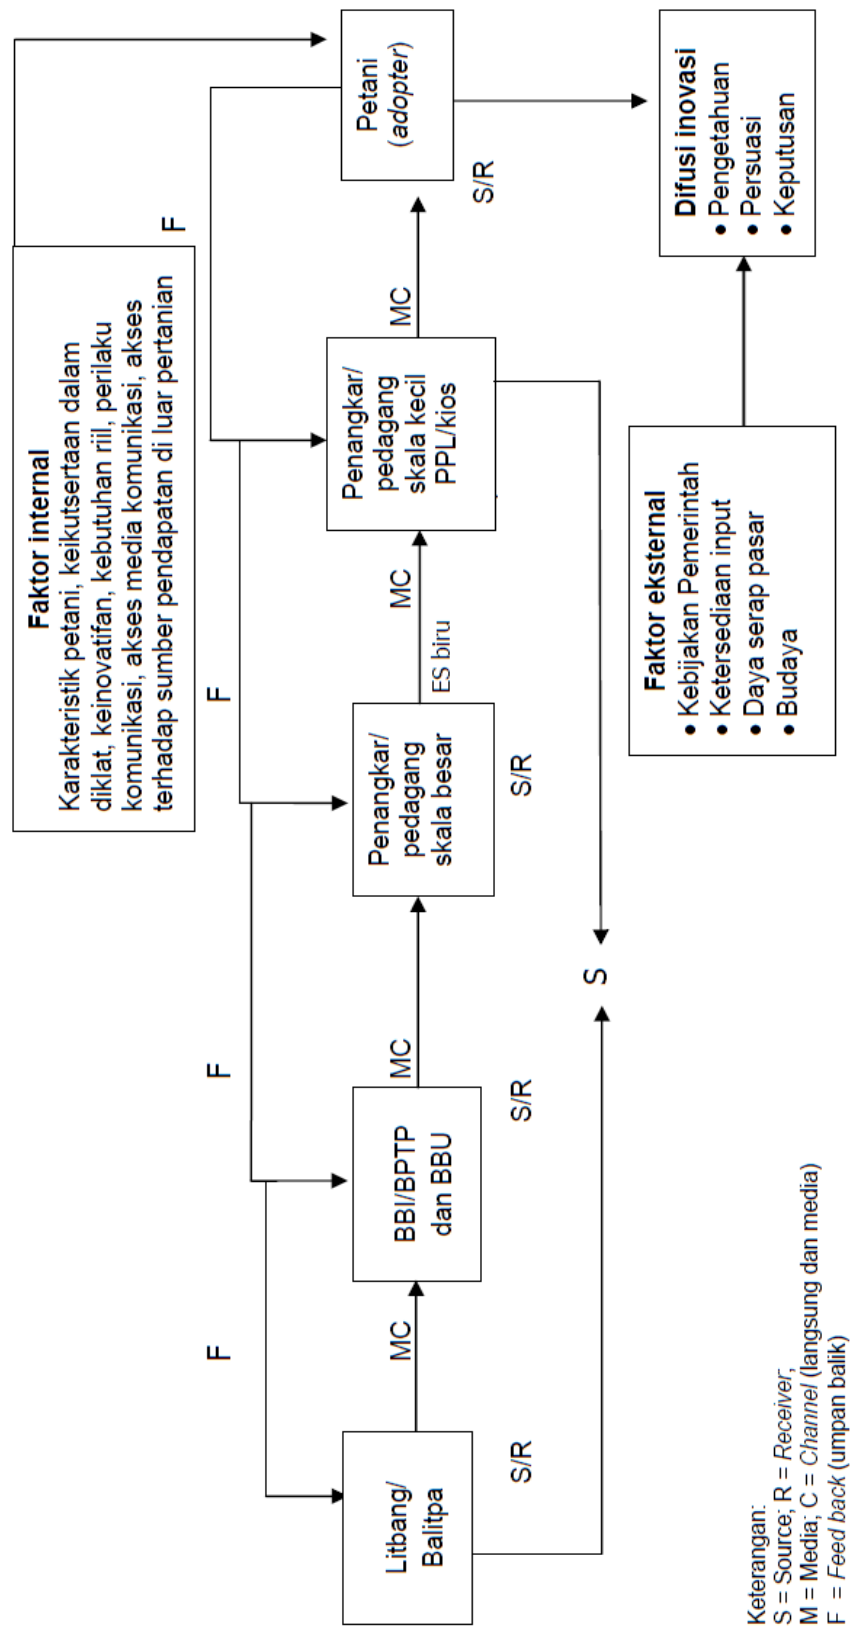 Faktor internal
Karakteristik petani, keikutsertaan dalam
diklat, keinovatifan, kebutuhan riil, perilaku
komunikasi, akses media komunikasi, akses
terhadap sumber pendapatan di luar pertanian
F
F
F
F
Litbang/
Balitpa
S/R
MC
BBI/BPTP
dan BBU
S/R
MC
Penangkar/
pedagang
skala besar
S/R
MC
ES biru
Penangkar/
pedagang
skala kecil
PPL/kios
MC
Petani
(adopter)
S/R
S
Faktor eksternal
• Kebijakan Pemerintah
• Ketersediaan input
• Daya serap pasar
• Budaya
Difusi inovasi
• Pengetahuan
• Persuasi
• Keputusan
Keterangan:
S = Source; R = Receiver;
M = Media; C = Channel (langsung dan media)
F = Feed back (umpan balik)